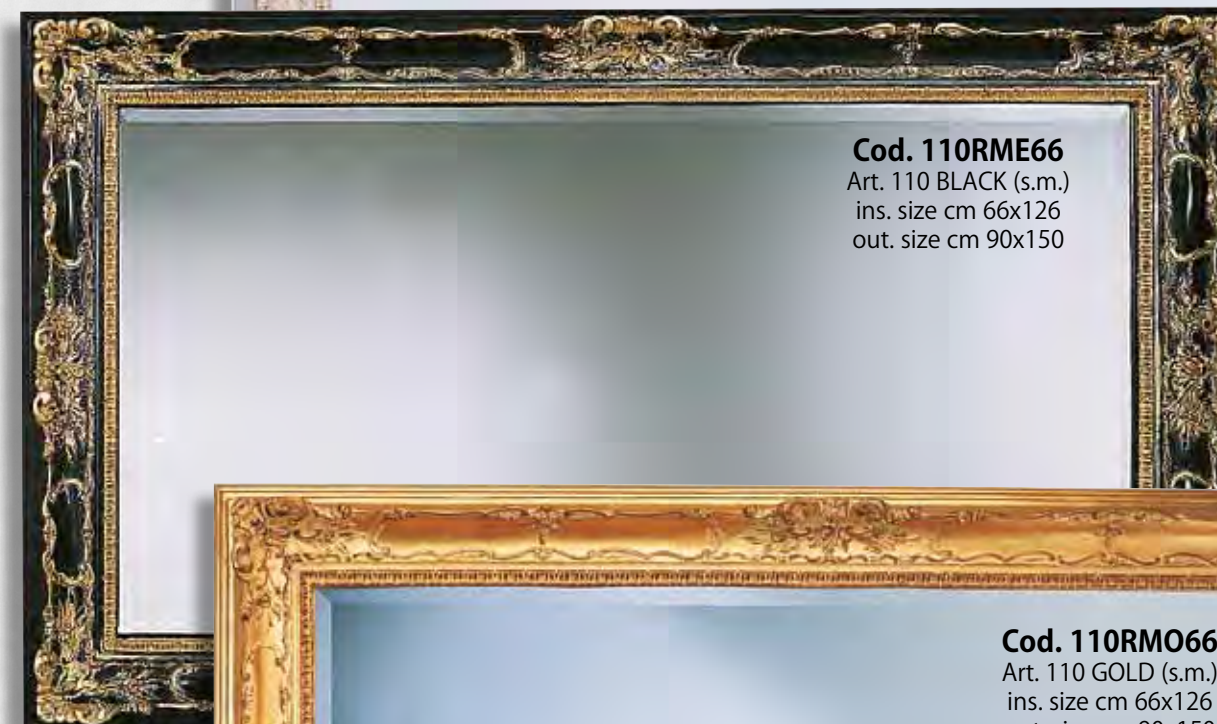 Cod. 110RME66
Art. 110 BLACK (s.m.)
ins. size cm 66x126
out. size cm 90x150
Cod. 110RMO66
Art. 110 GOLD (s.m.)
ins. size cm 66x126